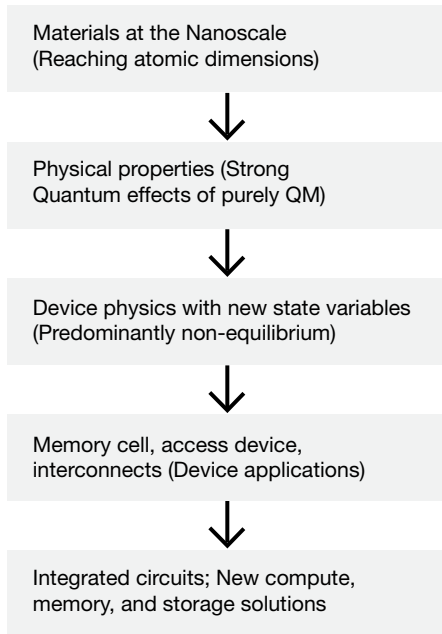 Materials at the Nanoscale
(Reaching atomic dimensions)
Physical properties (Strong
Quantum effects of purely QM)
Device physics with new state variables
(Predominantly non-equilibrium)
Memory cell, access device,
interconnects (Device applications)
Integrated circuits; New compute,
memory, and storage solutions